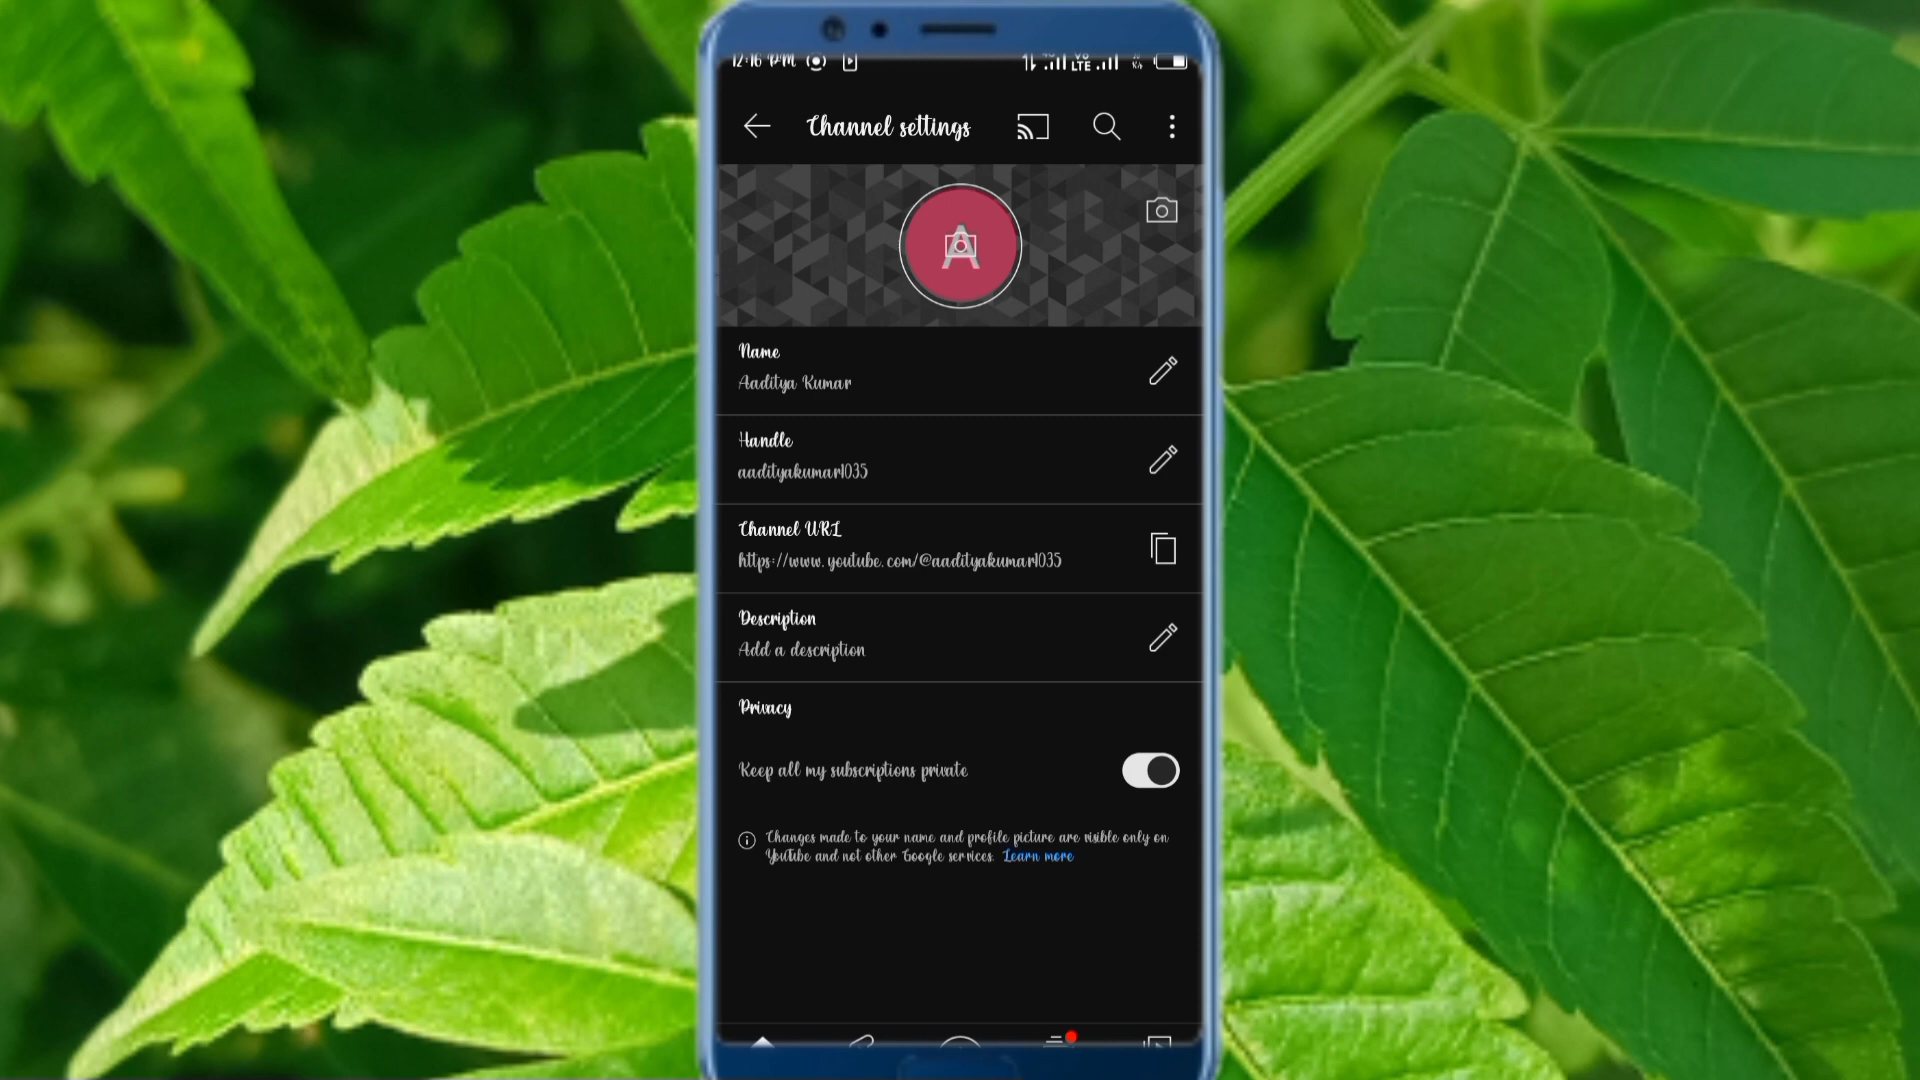 12:16 PM LTE
Channel settings
A
Name
Aaditya Kumar
Handle
aadityakumar1035
Channel URL
https://www.youtube.com/@aadityakumar1035
Description
Add a description
Privacy
Keep all my subscriptions private
Changes made to your name and profile picture are visible only on
YouTube and not other Google services. Learn more